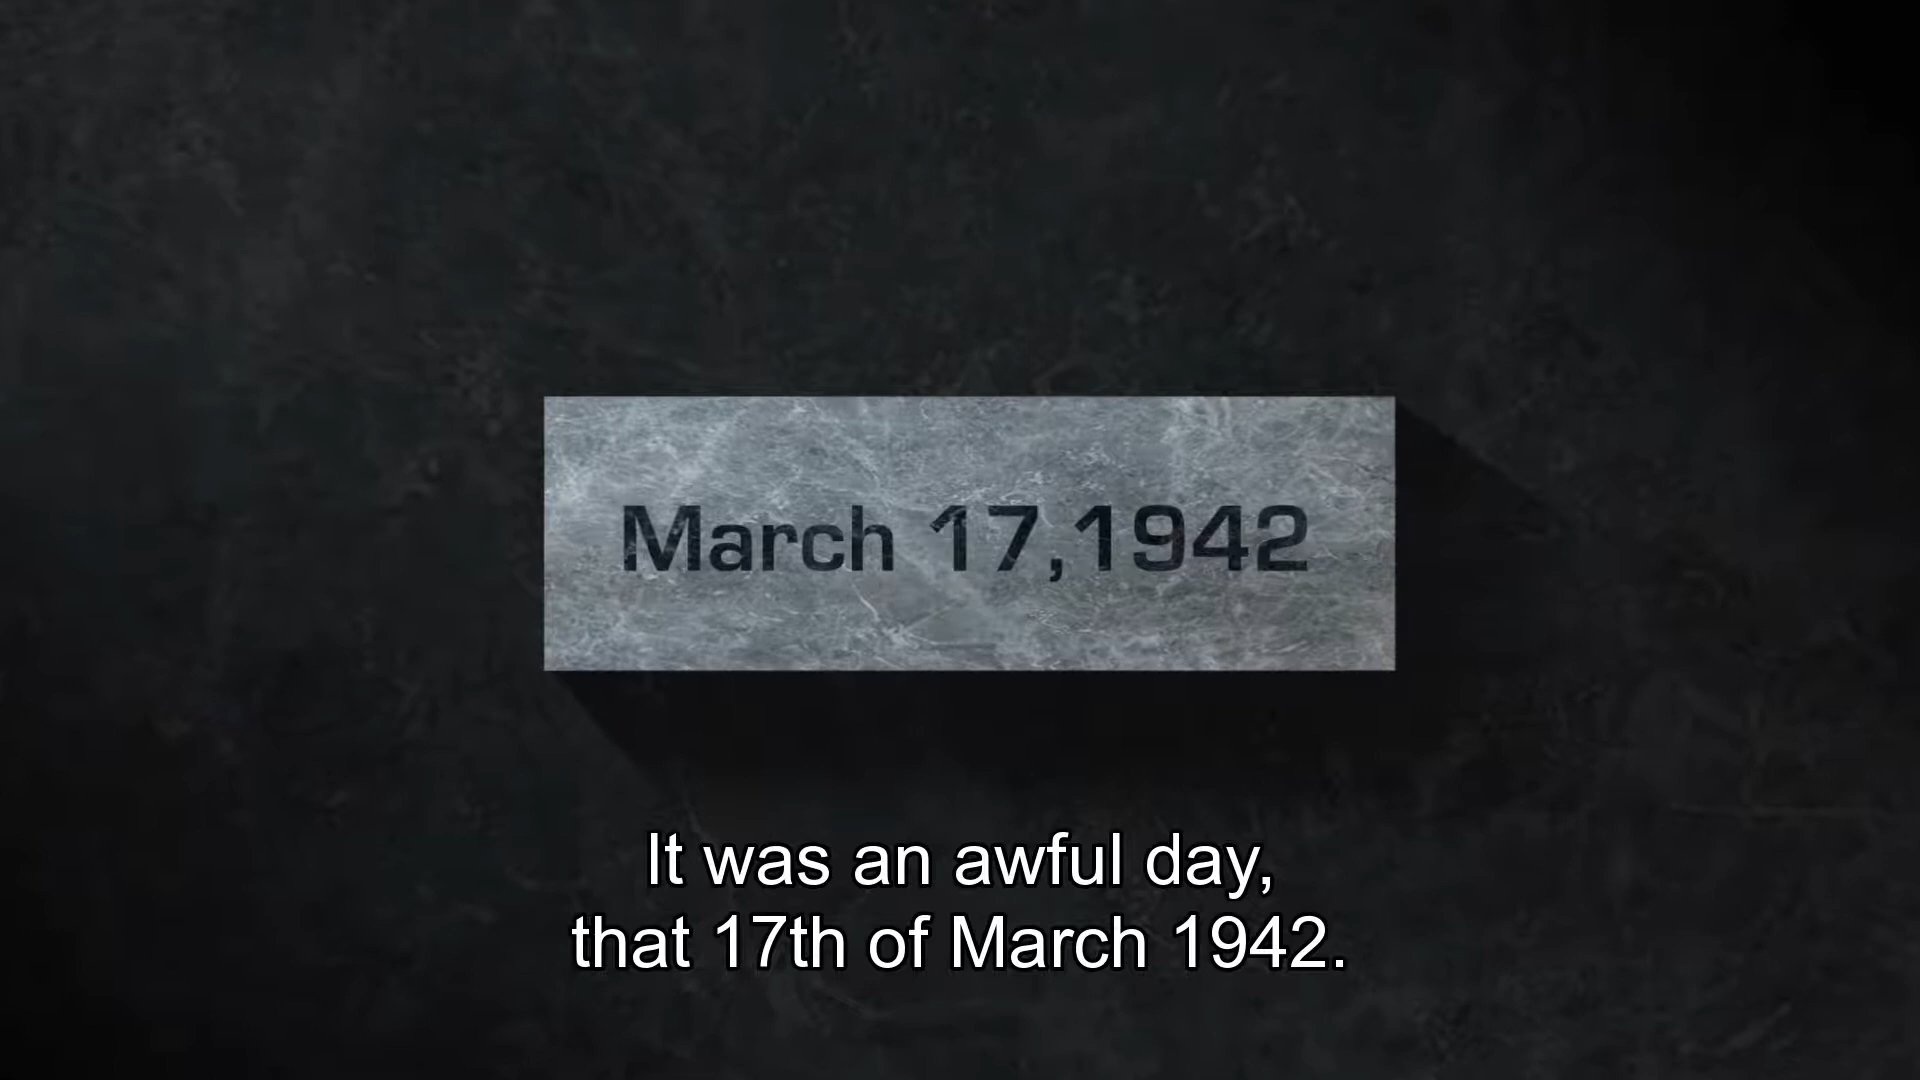 March 17,1942
It was an awful day,
that 17th of March 1942.